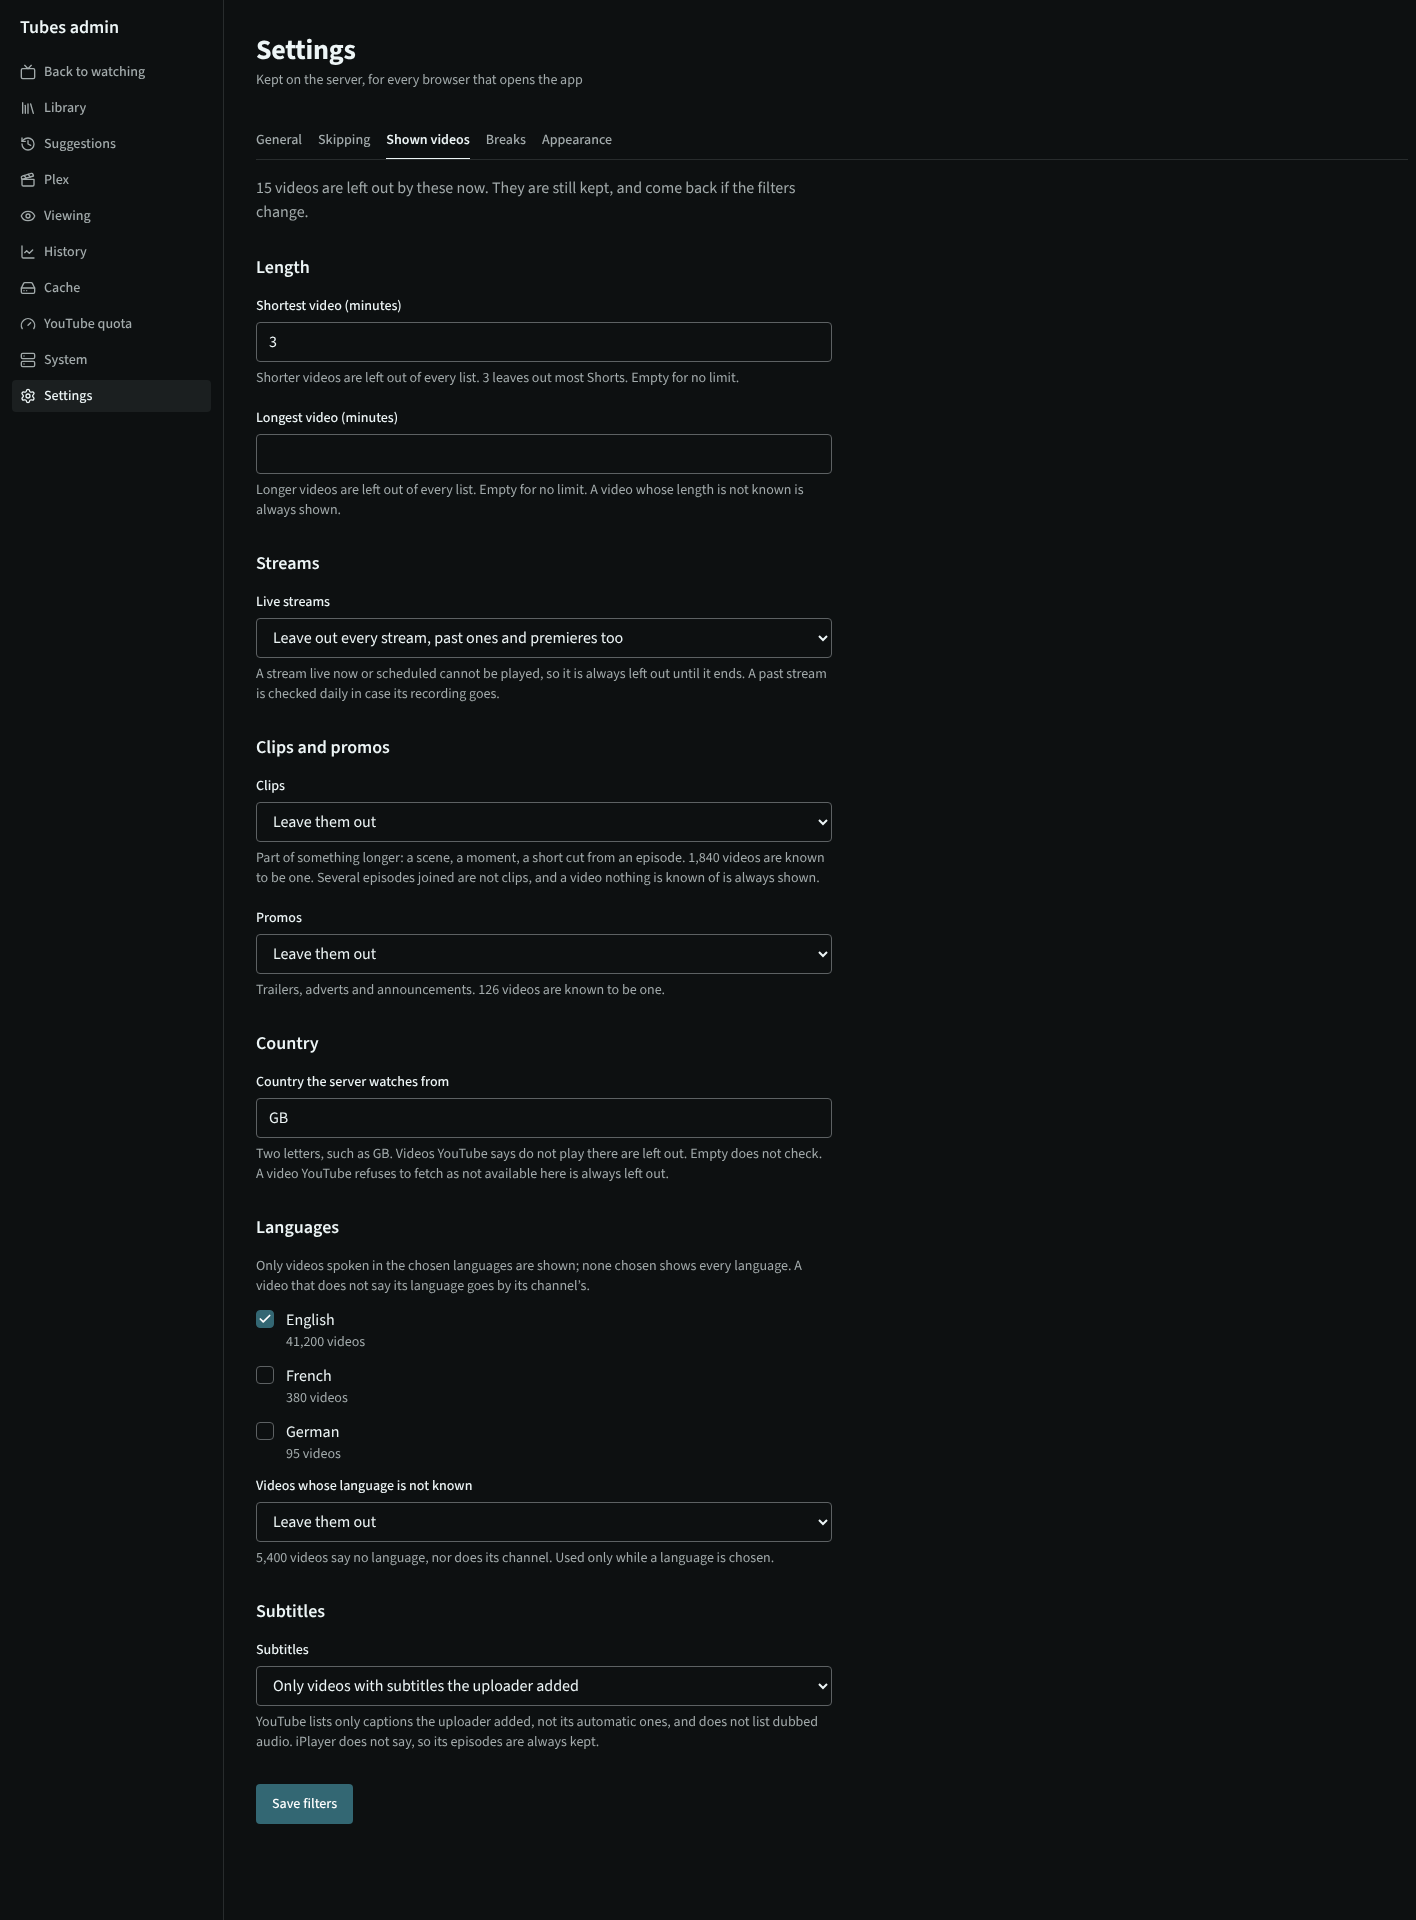 Tubes admin
Back to watching
Library
Suggestions
Plex
Viewing
History
Cache
YouTube quota
System
Settings
Settings
Kept on the server, for every browser that opens the app
General Skipping Shown videos Breaks Appearance
15 videos are left out by these now. They are still kept, and come back if the filters
change.
Length
Shortest video (minutes)
3
Shorter videos are left out of every list. 3 leaves out most Shorts. Empty for no limit.
Longest video (minutes)
Longer videos are left out of every list. Empty for no limit. A video whose length is not known is
always shown.
Streams
Live streams
Leave out every stream, past ones and premieres too
A stream live now or scheduled cannot be played, so it is always left out until it ends. A past stream
is checked daily in case its recording goes.
Clips and promos
Clips
Leave them out
Part of something longer: a scene, a moment, a short cut from an episode. 1,840 videos are known
to be one. Several episodes joined are not clips, and a video nothing is known of is always shown.
Promos
Leave them out
Trailers, adverts and announcements. 126 videos are known to be one.
Country
Country the server watches from
GB
Two letters, such as GB. Videos YouTube says do not play there are left out. Empty does not check.
A video YouTube refuses to fetch as not available here is always left out.
Languages
Only videos spoken in the chosen languages are shown; none chosen shows every language. A
video that does not say its language goes by its channel's.
English
41,200 videos
French
380 videos
German
95 videos
Videos whose language is not known
Leave them out
5,400 videos say no language, nor does its channel. Used only while a language is chosen.
Subtitles
Subtitles
Only videos with subtitles the uploader added
YouTube lists only captions the uploader added, not its automatic ones, and does not list dubbed
audio. iPlayer does not say, so its episodes are always kept.
Save filters